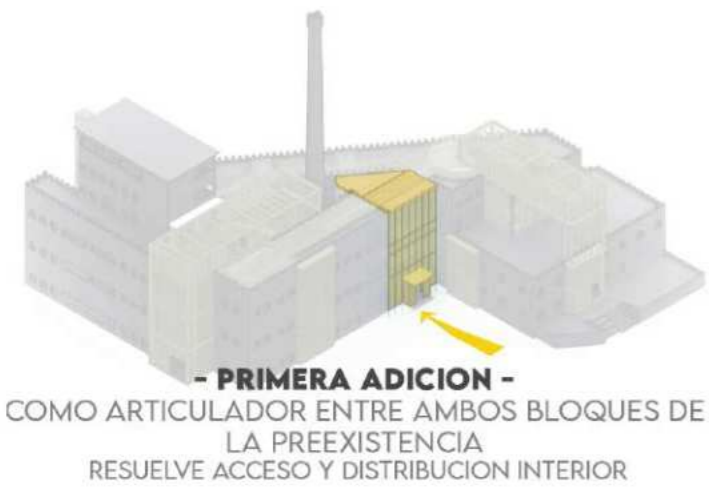 - PRIMERA ADICION -
COMO ARTICULADOR ENTRE AMBOS BLOQUES DE
LA PREEXISTENCIA
RESUELVE ACCESO Y DISTRIBUCION INTERIOR